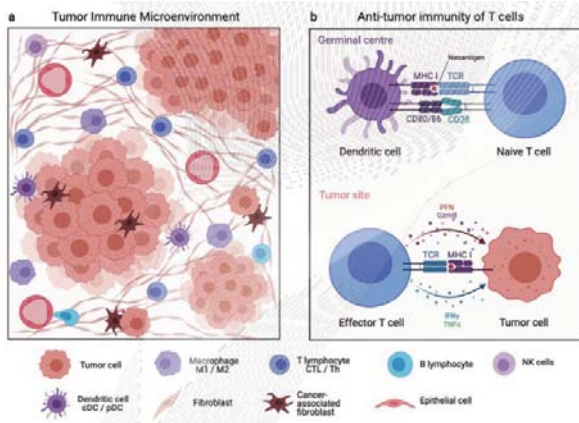 a Tumor Immune Microenvironment
b Anti-tumor immunity of T cells
Germinal centre
Neoantigen
MHC I TCR
CD80/86 CD28
Dendritic cell Naive T cell
Tumor site
PFN
GzmB
TCR MHC I
IFNγ
TNFα
Effector T cell Tumor cell
Tumor cell
Macrophage
M1 / M2
T lymphocyte
CTL / Th
B lymphocyte
NK cells
Dendritic cell
cDC / pDC
Fibroblast
Cancer-
associated
fibroblast
Epithelial cell